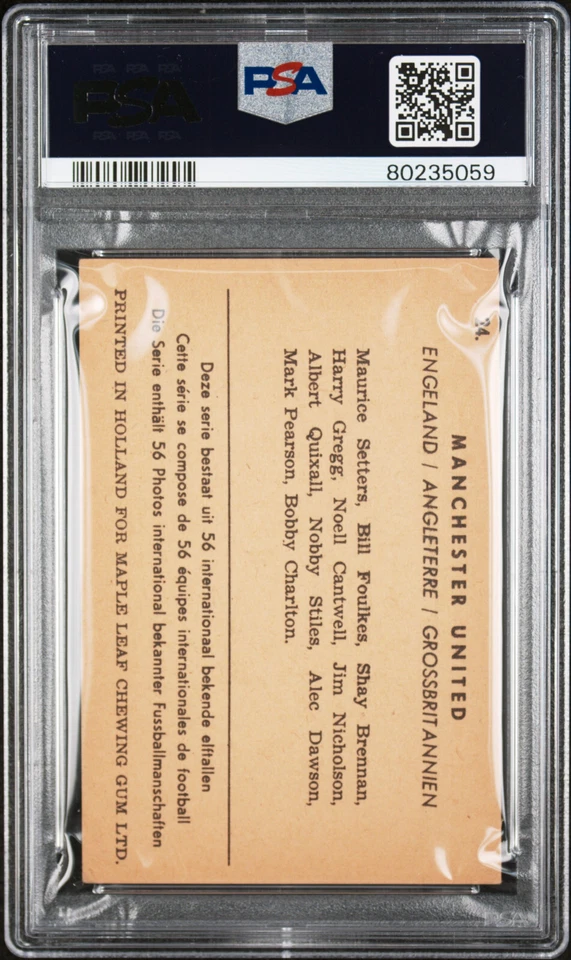 PSA
PSA
80235059
24.
MANCHESTER UNITED
ENGELAND / ANGLETERRE / GROSSBRITANNIEN
Maurice Setters, Bill Foulkes, Shay Brennan,
Harry Gregg, Noell Cantwell, Jim Nicholson,
Albert Quixall, Nobby Stiles, Alec Dawson,
Mark Pearson, Bobby Charlton.
Deze serie bestaat uit 56 internationaal bekende elftallen
Cette série se compose de 56 équipes internationales de football
Die Serie enthält 56 Photos international bekannter Fussballmanschaften
PRINTED IN HOLLAND FOR MAPLE LEAF CHEWING GUM LTD.